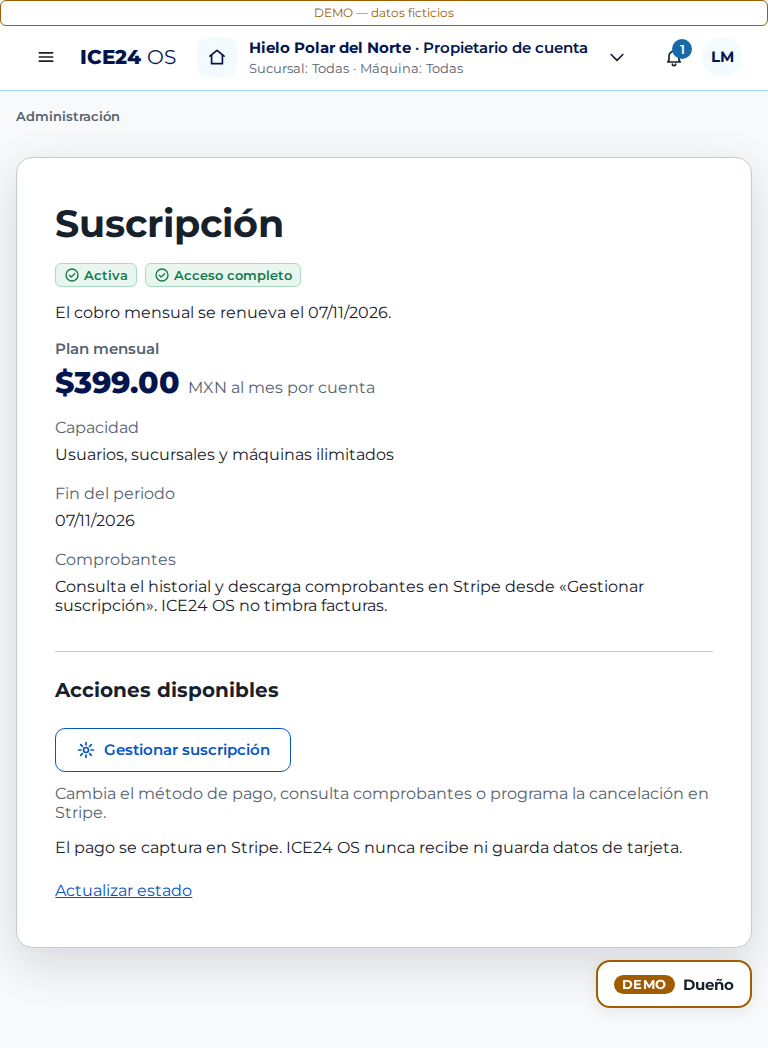 DEMO — datos ficticios
ICE24 OS
Hielo Polar del Norte · Propietario de cuenta
Sucursal: Todas · Máquina: Todas
1
LM
Administración
Suscripción
Activa
Acceso completo
El cobro mensual se renueva el 07/11/2026.
Plan mensual
$399.00 MXN al mes por cuenta
Capacidad
Usuarios, sucursales y máquinas ilimitados
Fin del periodo
07/11/2026
Comprobantes
Consulta el historial y descarga comprobantes en Stripe desde «Gestionar
suscripción». ICE24 OS no timbra facturas.
Acciones disponibles
Gestionar suscripción
Cambia el método de pago, consulta comprobantes o programa la cancelación en
Stripe.
El pago se captura en Stripe. ICE24 OS nunca recibe ni guarda datos de tarjeta.
Actualizar estado
DEMO Dueño